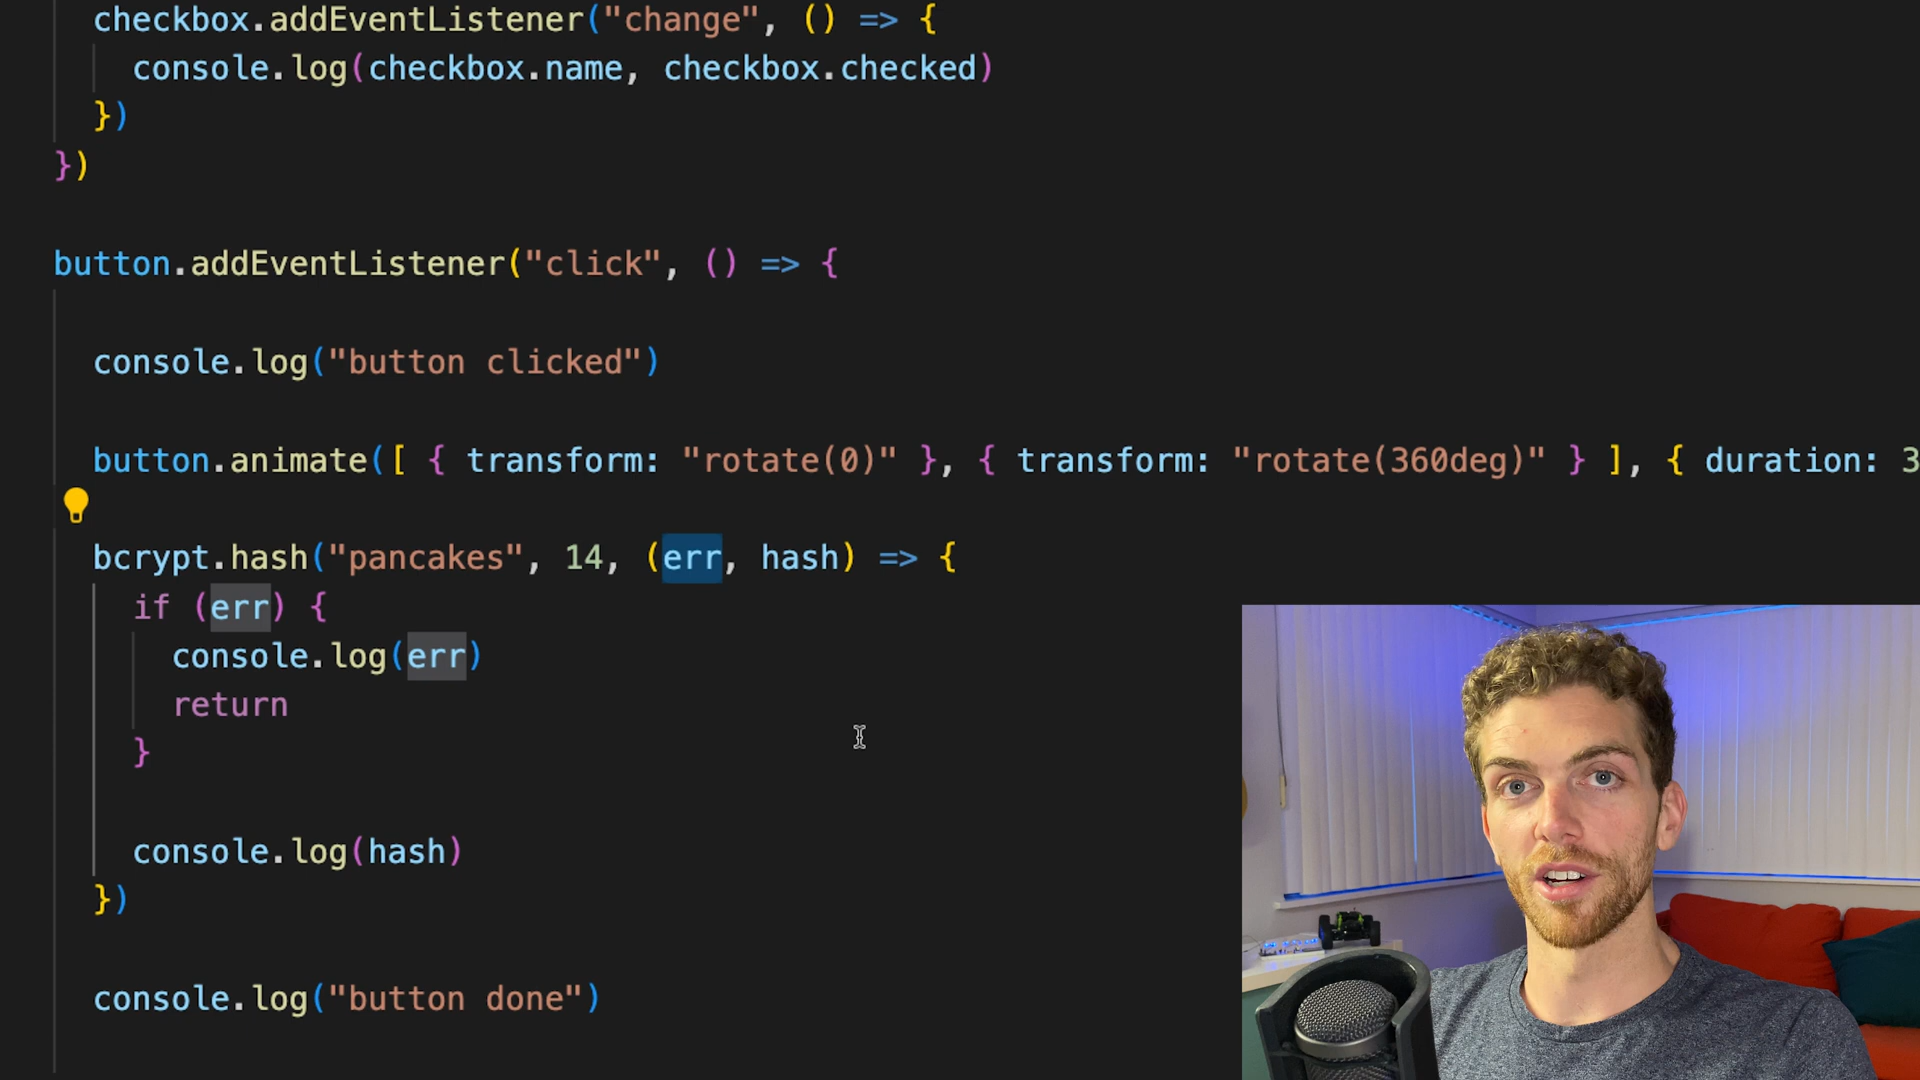 checkbox.addEventListener("change", () => {
console.log(checkbox.name, checkbox.checked)
})
})
button.addEventListener("click", () => {
console.log("button clicked")
button.animate([ { transform: "rotate(0)" }, { transform: "rotate(360deg)" } ], { duration: 3
bcrypt.hash("pancakes", 14, (err, hash) => {
if (err) {
console.log(err)
return
}
console.log(hash)
})
console.log("button done")